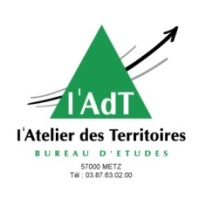 l'AdT
l'Atelier des Territoires
BUREAU D'ETUDES
57000 METZ
Tél : 03.87.63.02.00